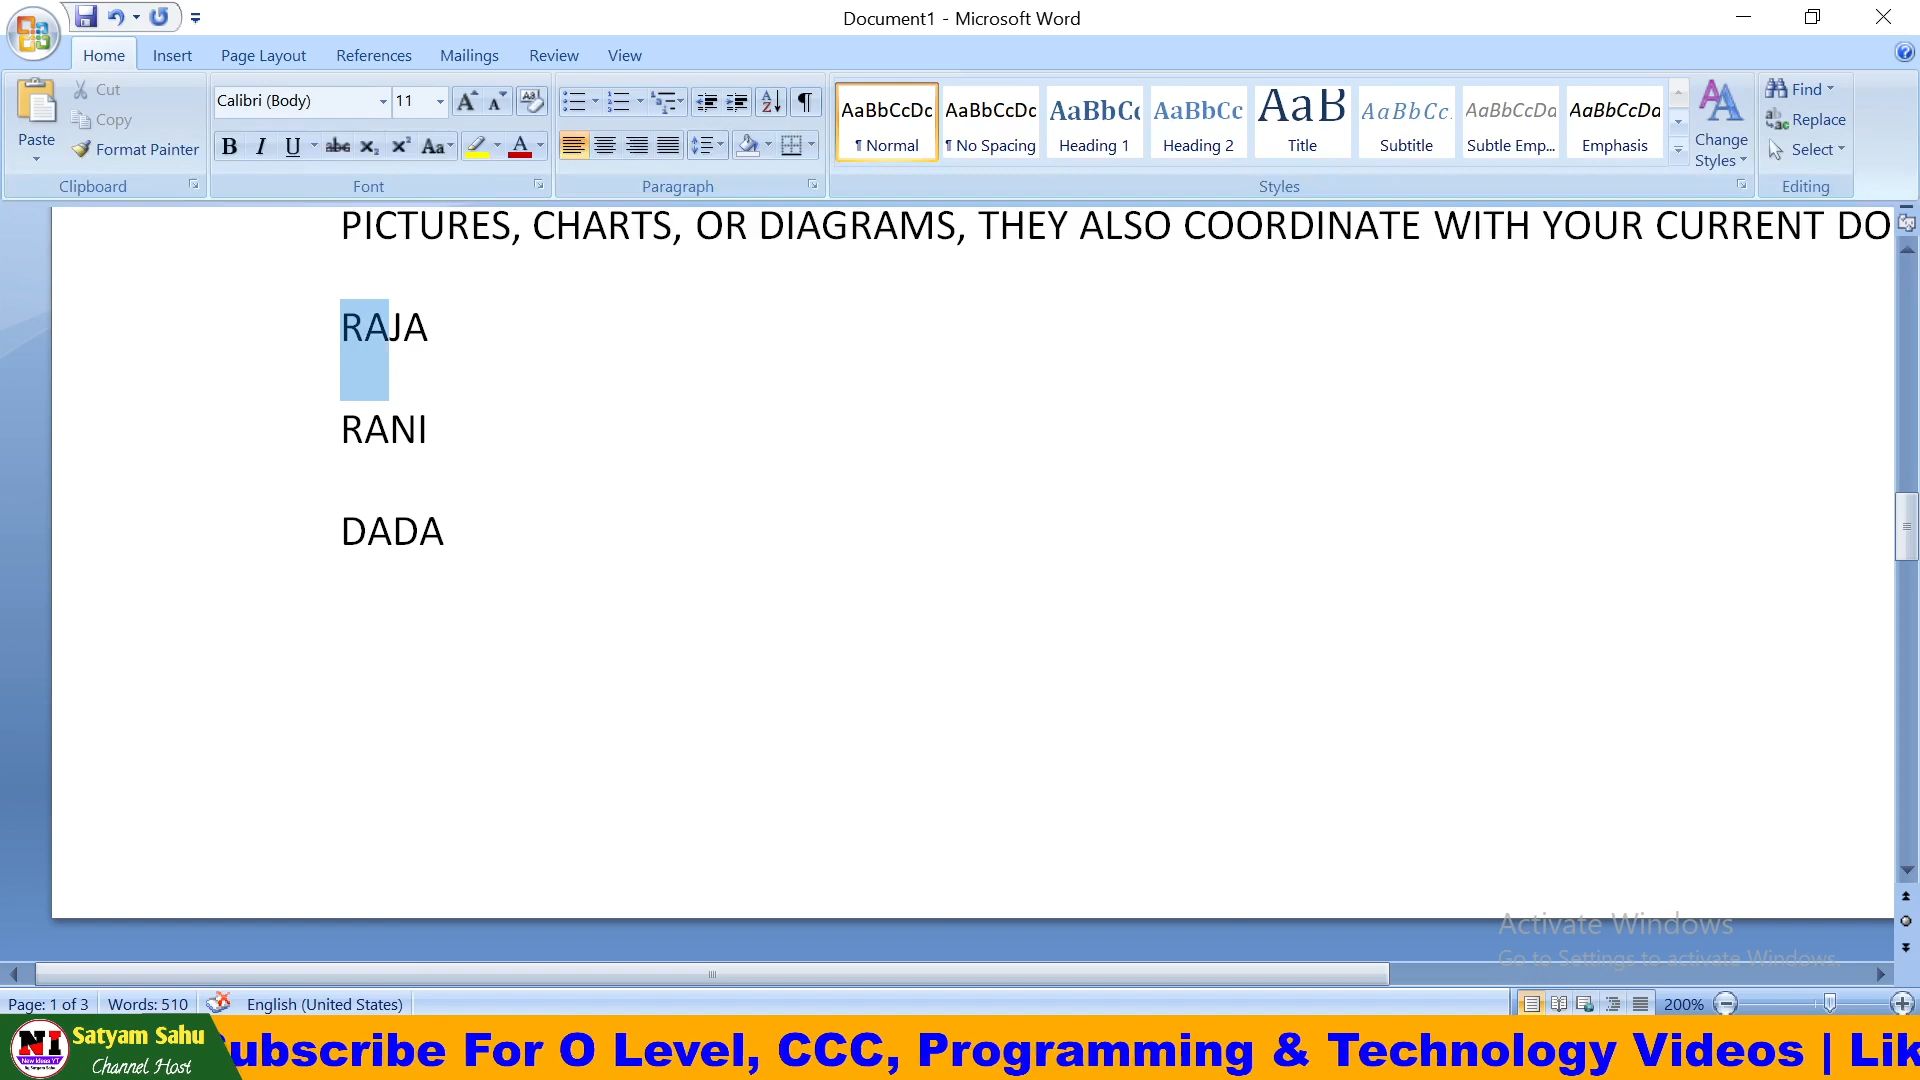 Document1 - Microsoft Word
Home Insert Page Layout References Mailings Review View
Paste
Cut
Copy
Format Painter
Clipboard
Calibri (Body) 11
Font
Paragraph
AaBbCcDc AaBbCcDc AaBbCc AaBbCc AaB AaBbCc. AaBbCcDa AaBbCcDa
¶ Normal ¶ No Spacing Heading 1 Heading 2 Title Subtitle Subtle Emp... Emphasis
Change Styles
Styles
Find
Replace
Select
Editing
PICTURES, CHARTS, OR DIAGRAMS, THEY ALSO COORDINATE WITH YOUR CURRENT DO
RAJA
RANI
DADA
Activate Windows
Go to Settings to activate Windows.
Page: 1 of 3 Words: 510 English (United States) 200%
NI New Ideas YT
Satyam Sahu
Channel Host
ubscribe For O Level, CCC, Programming & Technology Videos | Lik